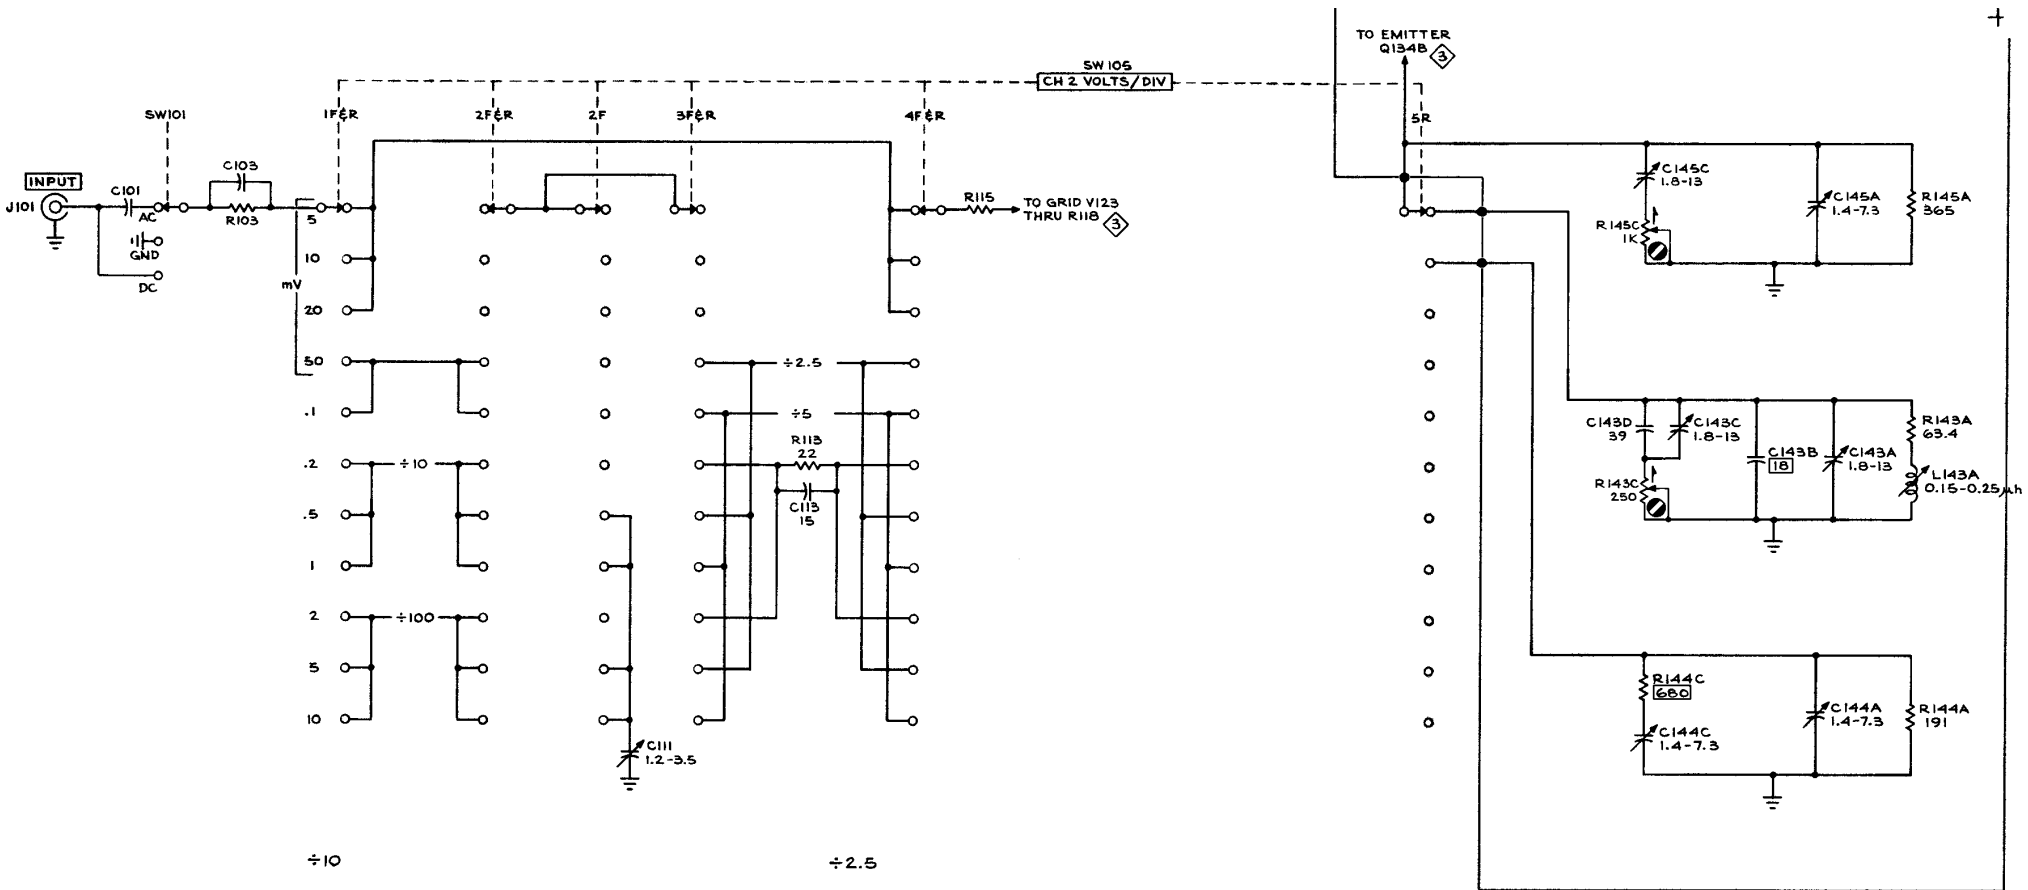 TO EMITTER
Q134B
3
SW105
CH 2 VOLTS/DIV
SW101
1F&R
2F&R
2F
3F&R
4F&R
5R
INPUT
J101
C101
AC
GND
DC
C103
R103
5
10
20
50
mV
.1
.2
.5
1
2
5
10
R115
TO GRID V123
THRU R118
3
÷2.5
÷5
R113
22
C113
15
÷10
÷100
C111
1.2-3.5
C145C
1.8-13
R145C
1K
C145A
1.4-7.3
R145A
365
C143D
39
C143C
1.8-13
R143C
250
C143B
18
C143A
1.8-13
R143A
63.4
L143A
0.15-0.25µh
R144C
680
C144C
1.4-7.3
C144A
1.4-7.3
R144A
191
÷10
÷2.5